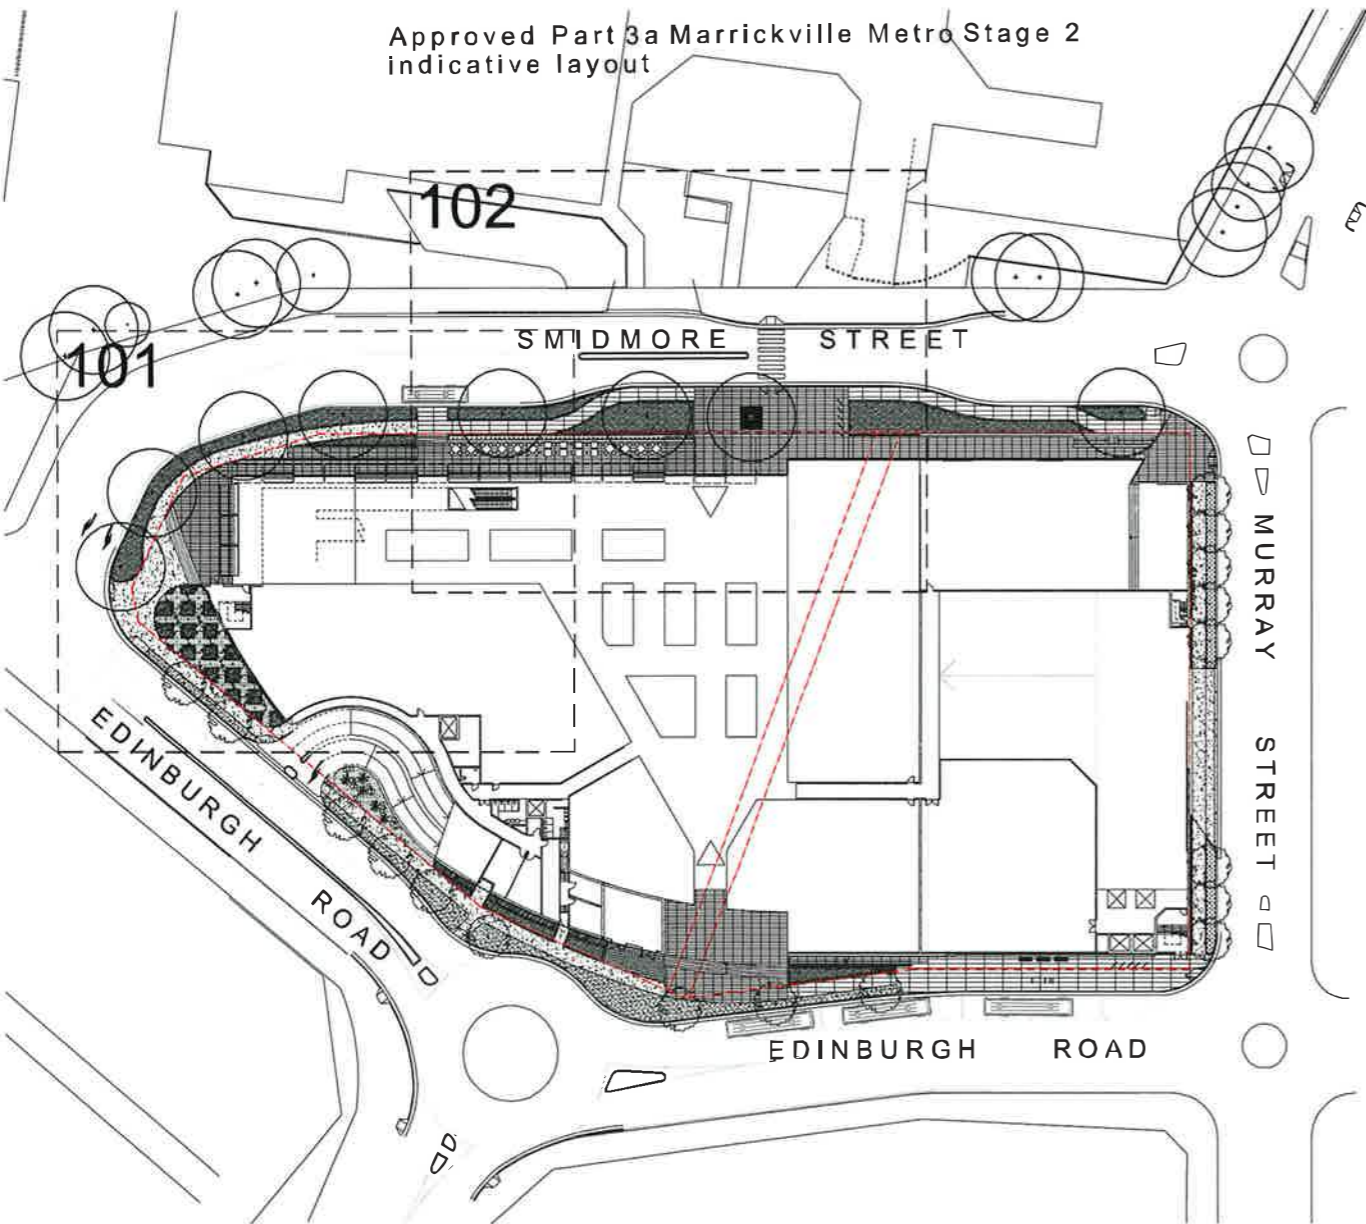 Approved Part 3a Marrickville Metro Stage 2
indicative layout
102
101
SMIDMORE STREET
MURRAY STREET
EDINBURGH ROAD
EDINBURGH ROAD